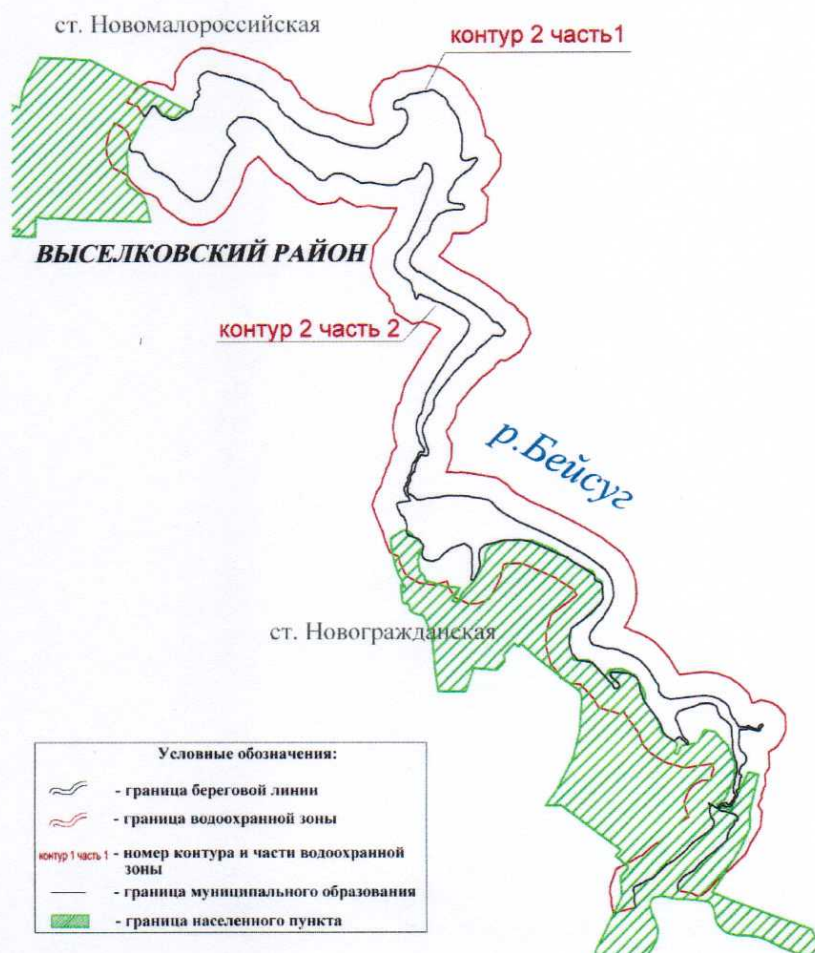 ст. Новомалороссийская
контур 2 часть1
ВЫСЕЛКОВСКИЙ РАЙОН
контур 2 часть 2
р.Бейсуг
ст. Новогражданская
Условные обозначения:
- граница береговой линии
- граница водоохранной зоны
контур 1 часть 1 - номер контура и части водоохранной
зоны
- граница муниципального образования
- граница населенного пункта